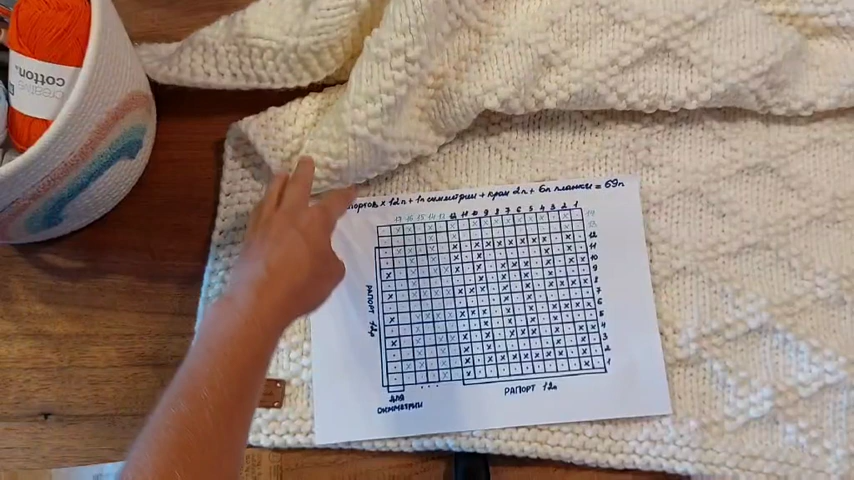 creative
Cotton
x 12п + 1п симметрии + кром 2п + 6п планки = 69п
17 16 15 14 13 12 11 10 9 8 7 6 5 4 3 2 1
14
13
12
11
10
9
8
7
6
5
4
3
2
1
РАПОРТ
для
симметрии
РАПОРТ 12п